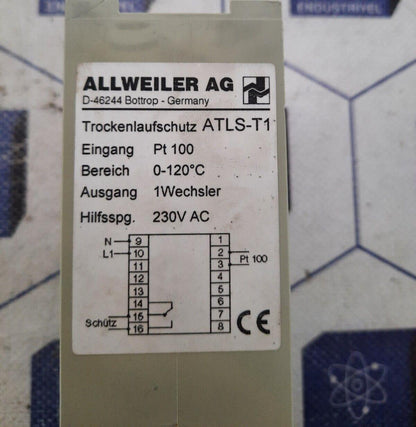 ENDUSTRIYEL
ALLWEILER AG
D-46244 Bottrop - Germany
Trockenlaufschutz ATLS-T1
Eingang Pt 100
Bereich 0-120°C
Ausgang 1Wechsler
Hilfsspg. 230V AC
N 9 1
L1 10 2
11 3 Pt 100
12 4
13 5
14 6
Schütz 15 7
16 8
CE